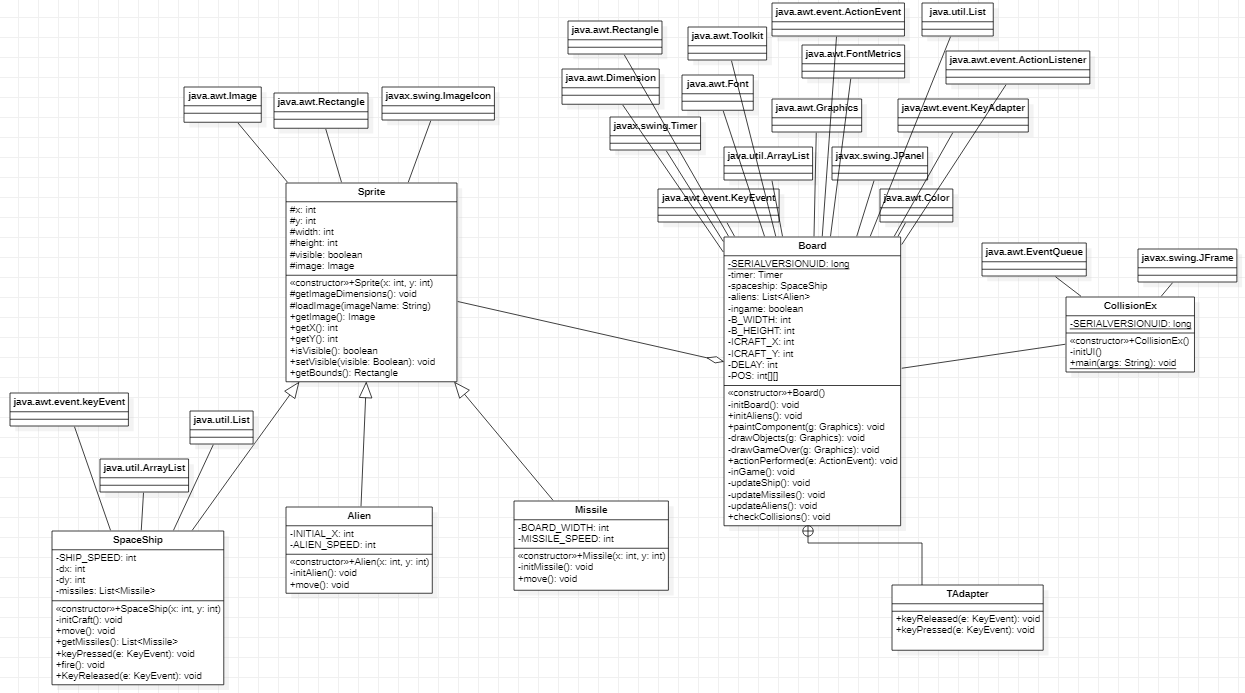 java.awt.Image
java.awt.Rectangle
javax.swing.ImageIcon
java.awt.Rectangle
java.awt.Toolkit
java.awt.event.ActionEvent
java.util.List
java.awt.FontMetrics
java.awt.event.ActionListener
java.awt.Dimension
java.awt.Font
java.awt.Graphics
java.awt.event.KeyAdapter
javax.swing.Timer
java.util.ArrayList
javax.swing.JPanel
java.awt.event.KeyEvent
java.awt.Color
java.awt.EventQueue
javax.swing.JFrame
Sprite
#x: int
#y: int
#width: int
#height: int
#visible: boolean
#image: Image
«constructor»+Sprite(x: int, y: int)
#getImageDimensions(): void
#loadImage(imageName: String)
+getImage(): Image
+getX(): int
+getY(): int
+isVisible(): boolean
+setVisible(visible: Boolean): void
+getBounds(): Rectangle
Board
-SERIALVERSIONUID: long
-timer: Timer
-spaceship: SpaceShip
-aliens: List<Alien>
-ingame: boolean
-B_WIDTH: int
-B_HEIGHT: int
-ICRAFT_X: int
-ICRAFT_Y: int
-DELAY: int
-POS: int[][]
«constructor»+Board()
-initBoard(): void
+initAliens(): void
+paintComponent(g: Graphics): void
-drawObjects(g: Graphics): void
-drawGameOver(g: Graphics): void
+actionPerformed(e: ActionEvent): void
-inGame(): void
-updateShip(): void
-updateMissiles(): void
-updateAliens(): void
+checkCollisions(): void
CollisionEx
-SERIALVERSIONUID: long
«constructor»+CollisionEx()
-initUI()
+main(args: String): void
java.awt.event.keyEvent
java.util.List
java.util.ArrayList
SpaceShip
-SHIP_SPEED: int
-dx: int
-dy: int
-missiles: List<Missile>
«constructor»+SpaceShip(x: int, y: int)
-initCraft(): void
+move(): void
+getMissiles(): List<Missile>
+keyPressed(e: KeyEvent): void
+fire(): void
+KeyReleased(e: KeyEvent): void
Alien
-INITIAL_X: int
-ALIEN_SPEED: int
«constructor»+Alien(x: int, y: int)
-initAlien(): void
+move(): void
Missile
-BOARD_WIDTH: int
-MISSILE_SPEED: int
«constructor»+Missile(x: int, y: int)
-initMissile(): void
+move(): void
TAdapter
+keyReleased(e: KeyEvent): void
+keyPressed(e: KeyEvent): void